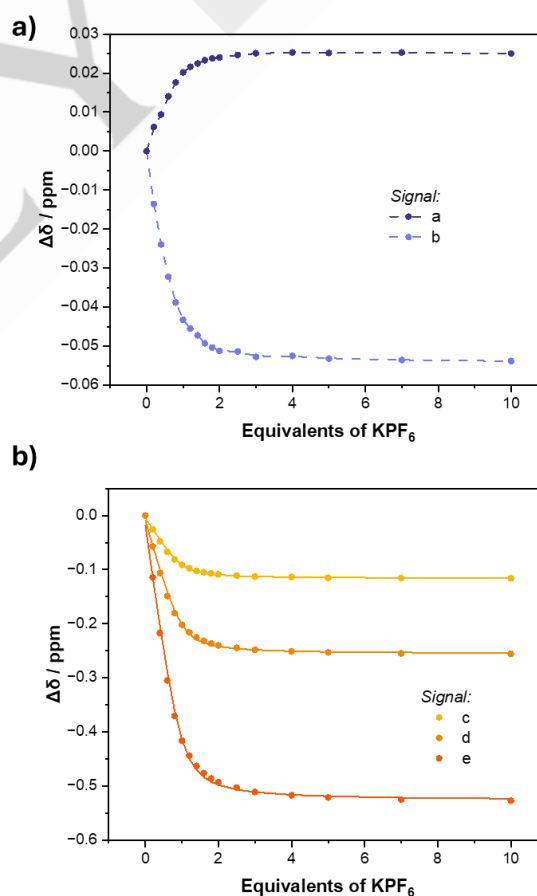 a)
0.03
0.02
0.01
0.00
−0.01
−0.02
−0.03
−0.04
−0.05
−0.06
Δδ / ppm
Signal:
a
b
0 2 4 6 8 10
Equivalents of KPF₆
b)
0.0
−0.1
−0.2
−0.3
−0.4
−0.5
−0.6
Δδ / ppm
Signal:
c
d
e
0 2 4 6 8 10
Equivalents of KPF₆